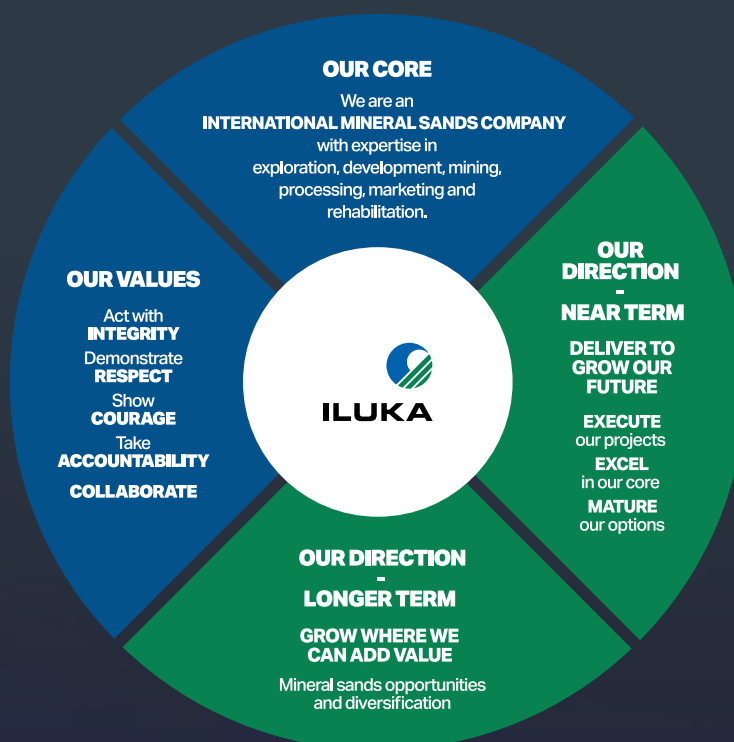 OUR CORE
We are an
INTERNATIONAL MINERAL SANDS COMPANY
with expertise in
exploration, development, mining,
processing, marketing and
rehabilitation.
OUR VALUES
Act with
INTEGRITY
Demonstrate
RESPECT
Show
COURAGE
Take
ACCOUNTABILITY
COLLABORATE
ILUKA
OUR
DIRECTION
-
NEAR TERM
DELIVER TO
GROW OUR
FUTURE
EXECUTE
our projects
EXCEL
in our core
MATURE
our options
OUR DIRECTION
-
LONGER TERM
GROW WHERE WE
CAN ADD VALUE
Mineral sands opportunities
and diversification